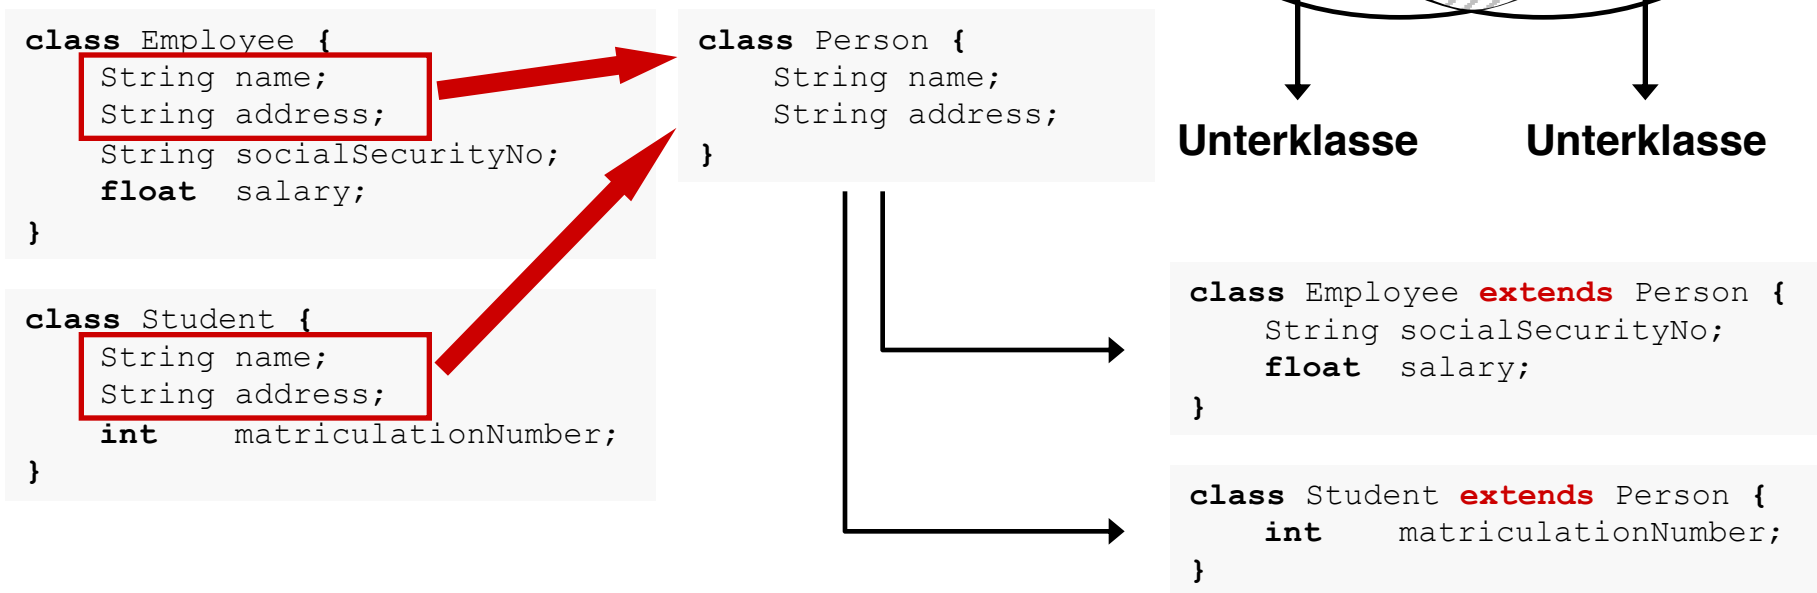 class Employee {
    String name;
    String address;
    String socialSecurityNo;
    float  salary;
}
class Student {
    String name;
    String address;
    int    matriculationNumber;
}
class Person {
    String name;
    String address;
}
Unterklasse Unterklasse
class Employee extends Person {
    String socialSecurityNo;
    float  salary;
}
class Student extends Person {
    int    matriculationNumber;
}